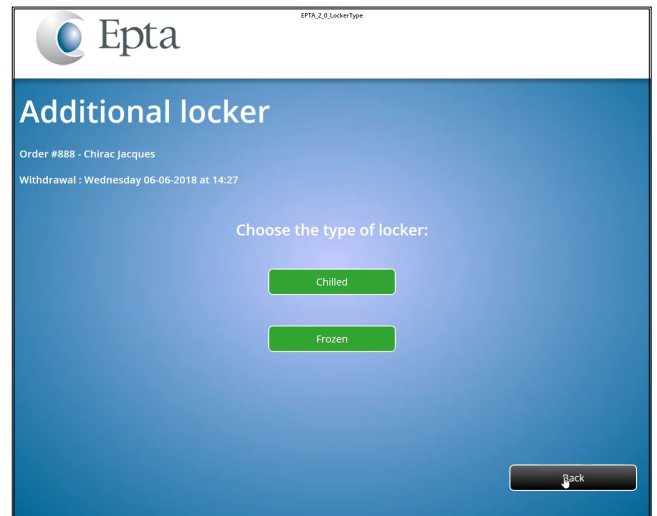 EPTA_2_0_LockerType
Epta
Additional locker
Order #888 - Chirac Jacques
Withdrawal : Wednesday 06-06-2018 at 14:27
Choose the type of locker:
Chilled
Frozen
Back